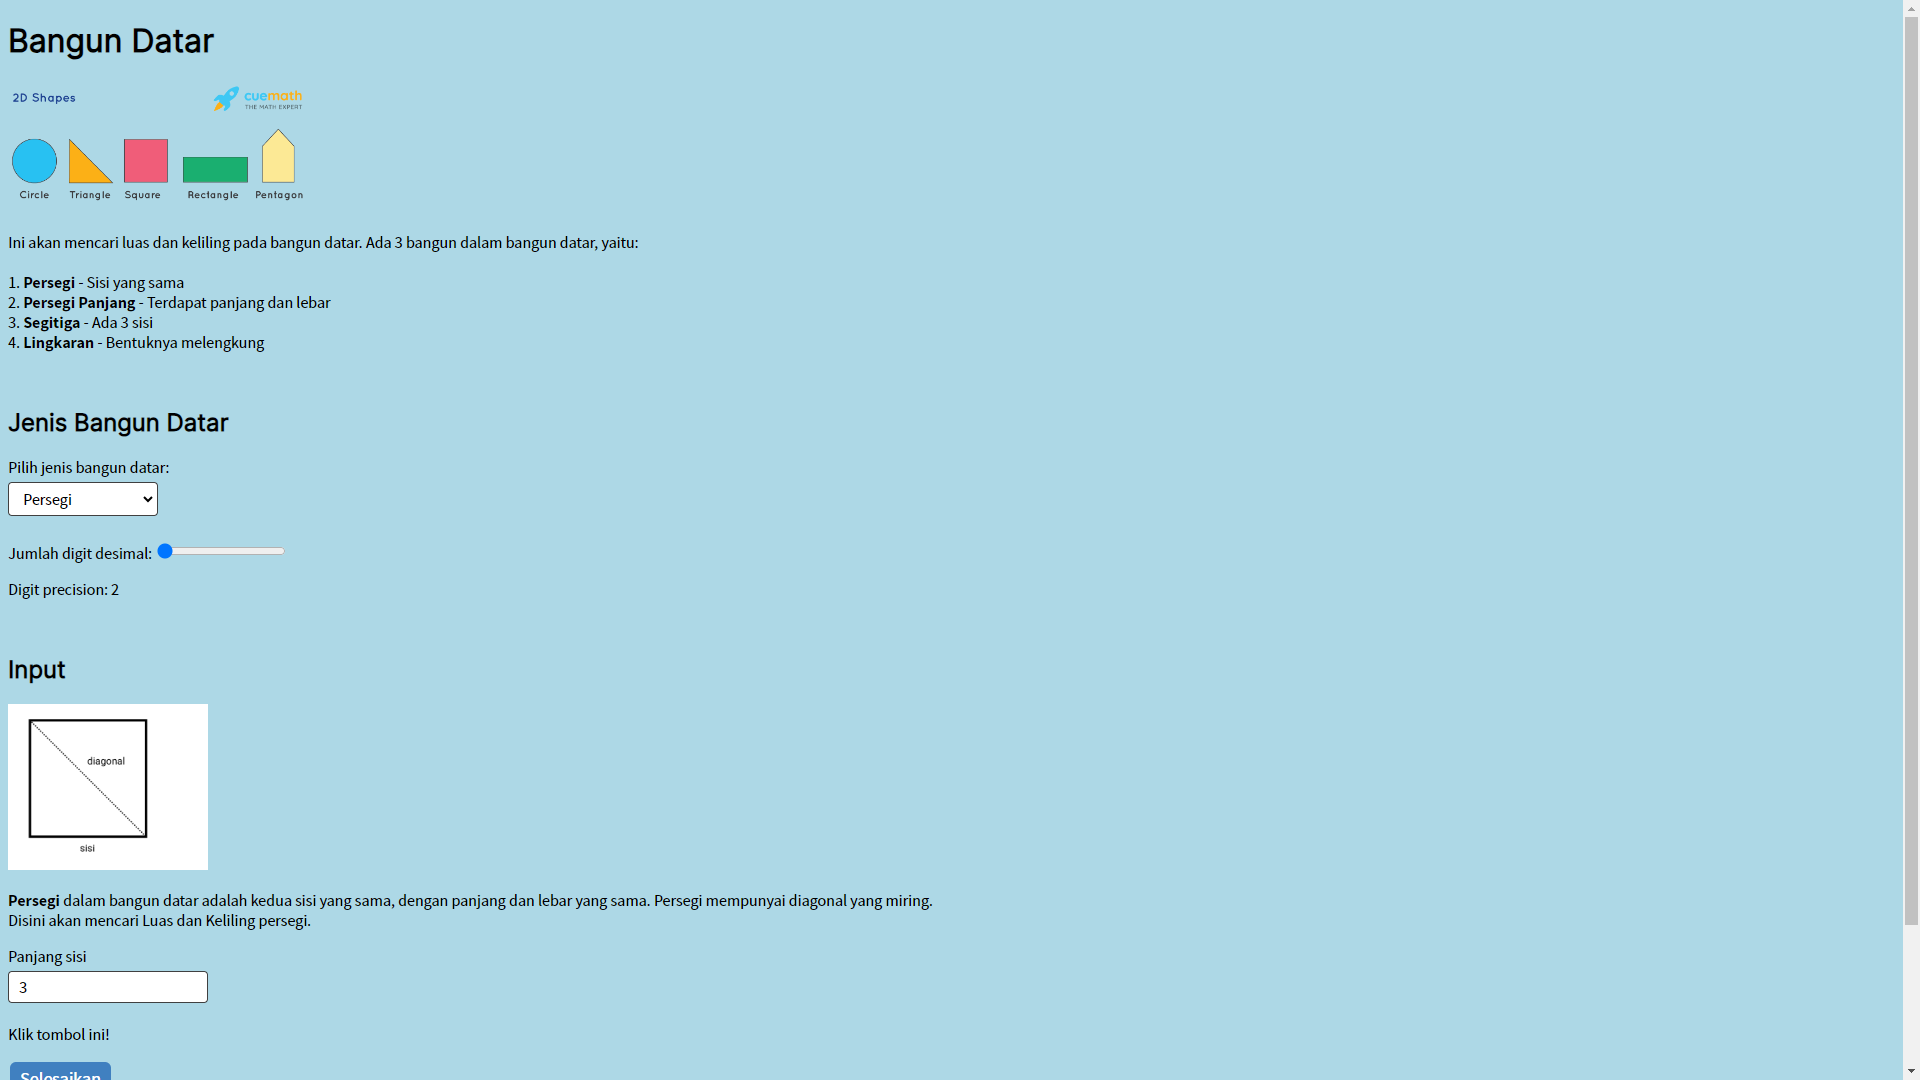 Bangun Datar
2D Shapes
cuemath
THE MATH EXPERT
Circle
Triangle
Square
Rectangle
Pentagon
Ini akan mencari luas dan keliling pada bangun datar. Ada 3 bangun dalam bangun datar, yaitu:
1. Persegi - Sisi yang sama
2. Persegi Panjang - Terdapat panjang dan lebar
3. Segitiga - Ada 3 sisi
4. Lingkaran - Bentuknya melengkung
Jenis Bangun Datar
Pilih jenis bangun datar:
Persegi
Jumlah digit desimal:
Digit precision: 2
Input
diagonal
sisi
Persegi dalam bangun datar adalah kedua sisi yang sama, dengan panjang dan lebar yang sama. Persegi mempunyai diagonal yang miring.
Disini akan mencari Luas dan Keliling persegi.
Panjang sisi
3
Klik tombol ini!
Selesaikan